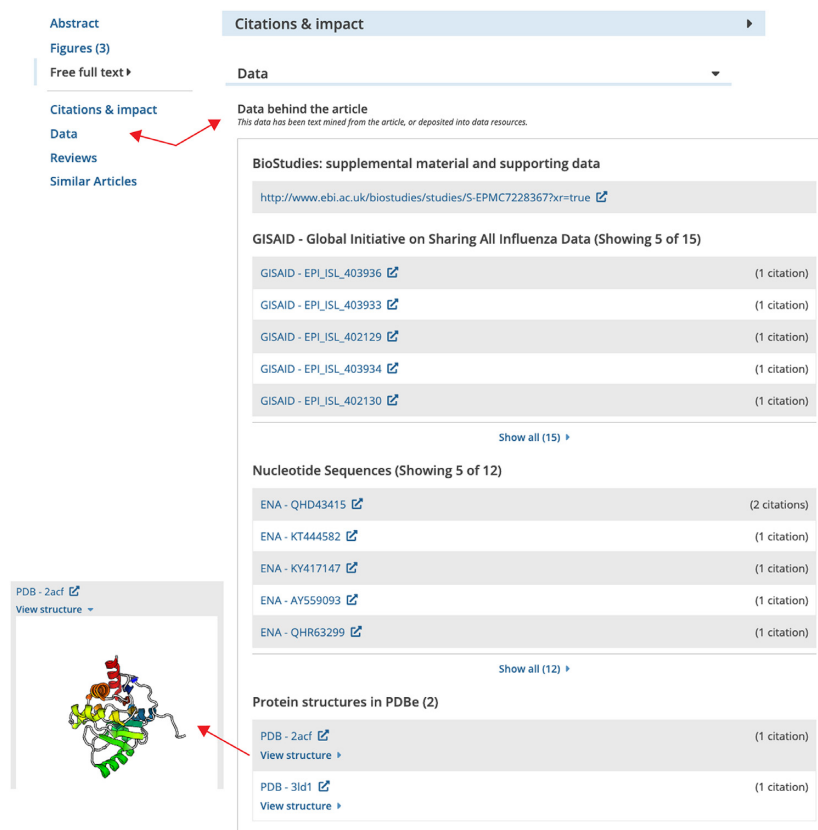 Abstract
Figures (3)
Free full text
Citations & impact
Data
Reviews
Similar Articles
Citations & impact
Data
Data behind the article
This data has been text mined from the article, or deposited into data resources.
BioStudies: supplemental material and supporting data
http://www.ebi.ac.uk/biostudies/studies/S-EPMC7228367?xr=true
GISAID - Global Initiative on Sharing All Influenza Data (Showing 5 of 15)
GISAID - EPI_ISL_403936 (1 citation)
GISAID - EPI_ISL_403933 (1 citation)
GISAID - EPI_ISL_402129 (1 citation)
GISAID - EPI_ISL_403934 (1 citation)
GISAID - EPI_ISL_402130 (1 citation)
Show all (15)
Nucleotide Sequences (Showing 5 of 12)
ENA - QHD43415 (2 citations)
ENA - KT444582 (1 citation)
ENA - KY417147 (1 citation)
ENA - AY559093 (1 citation)
ENA - QHR63299 (1 citation)
Show all (12)
Protein structures in PDBe (2)
PDB - 2acf (1 citation)
View structure
PDB - 3ld1 (1 citation)
View structure
PDB - 2acf
View structure